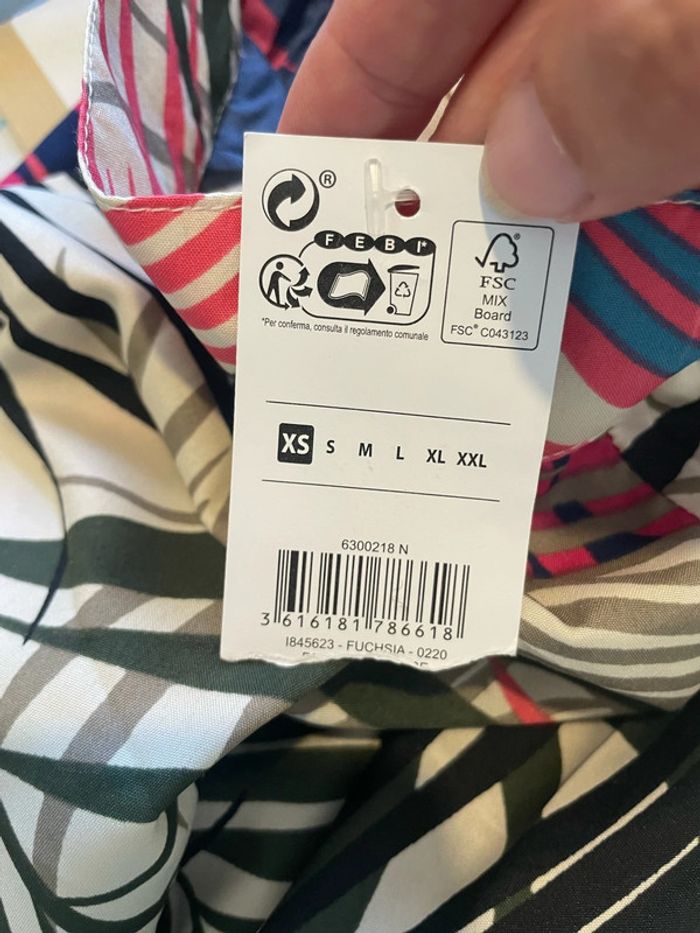 ®
F E B I*
*Per conferma, consulta il regolamento comunale
®
FSC
MIX
Board
FSC® C043123
XS S M L XL XXL
6300218 N
3 616181 786618
I845623 - FUCHSIA - 0220